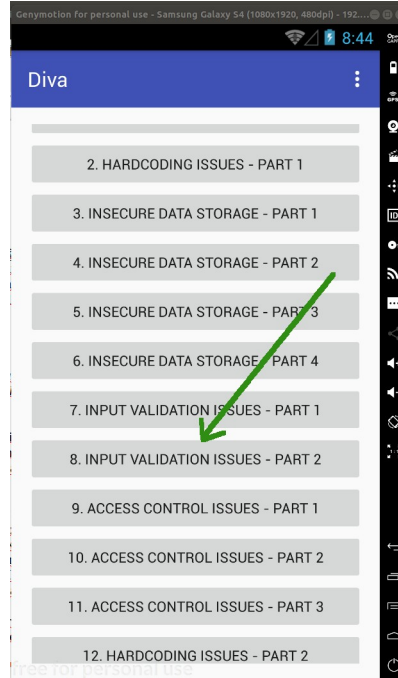 Genymotion for personal use - Samsung Galaxy S4 (1080x1920, 480dpi) - 192....
8:44
Diva
2. HARDCODING ISSUES - PART 1
3. INSECURE DATA STORAGE - PART 1
4. INSECURE DATA STORAGE - PART 2
5. INSECURE DATA STORAGE - PART 3
6. INSECURE DATA STORAGE - PART 4
7. INPUT VALIDATION ISSUES - PART 1
8. INPUT VALIDATION ISSUES - PART 2
9. ACCESS CONTROL ISSUES - PART 1
10. ACCESS CONTROL ISSUES - PART 2
11. ACCESS CONTROL ISSUES - PART 3
12. HARDCODING ISSUES - PART 2
free for personal use
GPS
ID